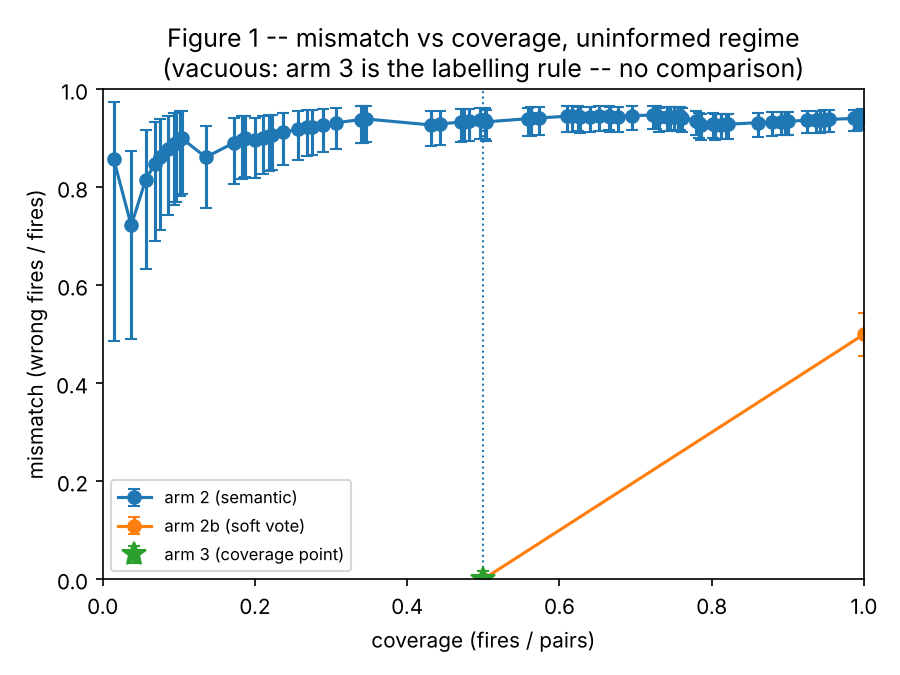 Figure 1 -- mismatch vs coverage, uninformed regime
(vacuous: arm 3 is the labelling rule -- no comparison)
1.0
0.8
0.6
0.4
0.2
0.0
mismatch (wrong fires / fires)
arm 2 (semantic)
arm 2b (soft vote)
arm 3 (coverage point)
0.0 0.2 0.4 0.6 0.8 1.0
coverage (fires / pairs)